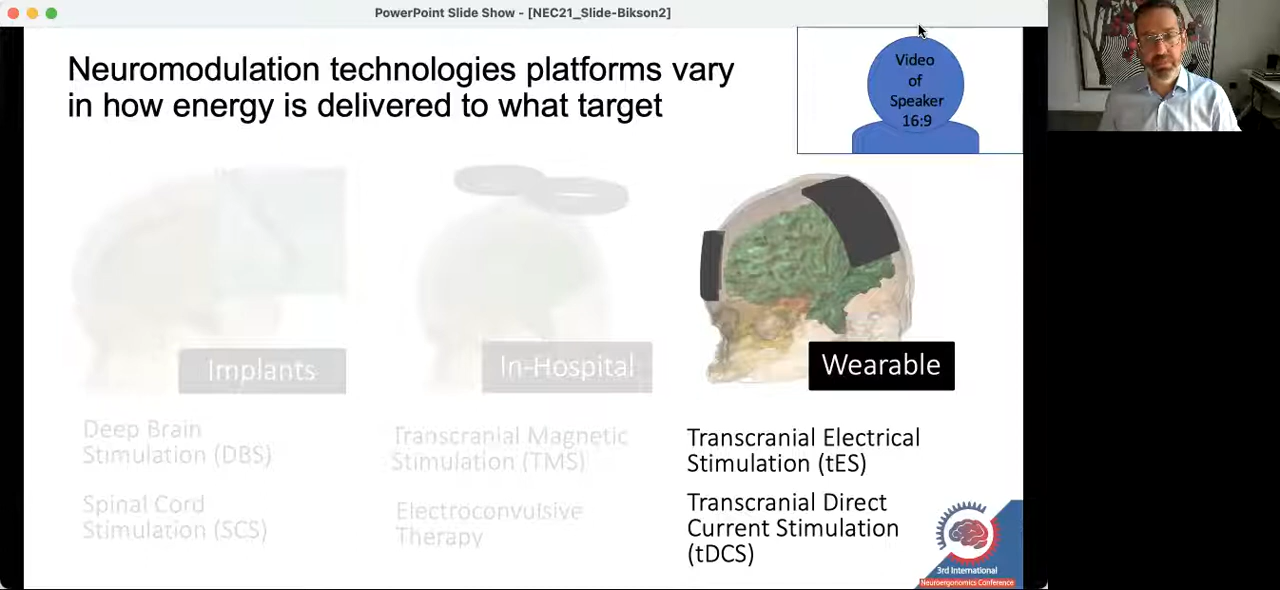 PowerPoint Slide Show - [NEC21_Slide-Bikson2]
Neuromodulation technologies platforms vary
in how energy is delivered to what target
Video
of
Speaker
16:9
Implants
In-Hospital
Wearable
Deep Brain
Stimulation (DBS)
Spinal Cord
Stimulation (SCS)
Transcranial Magnetic
Stimulation (TMS)
Electroconvulsive
Therapy
Transcranial Electrical
Stimulation (tES)
Transcranial Direct
Current Stimulation
(tDCS)
3rd International
Neuroergonomics Conference